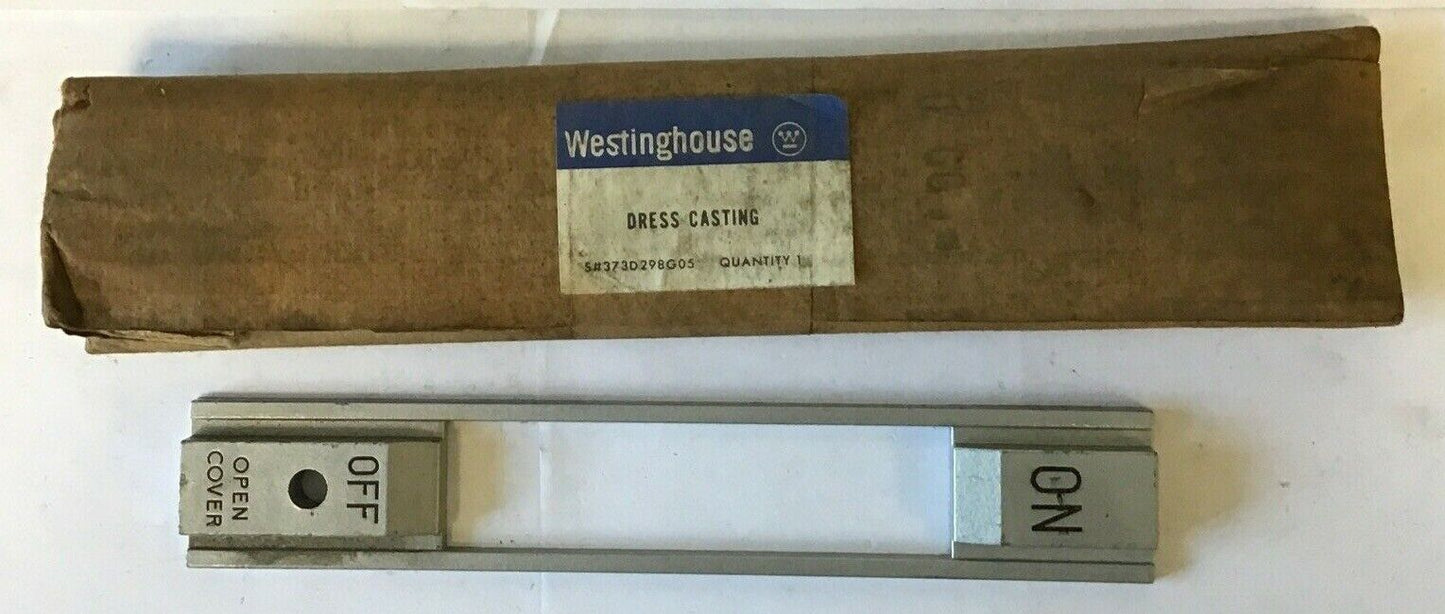 Westinghouse W
DRESS CASTING
S#373D298G05 QUANTITY 1
OFF
OPEN
COVER
ON